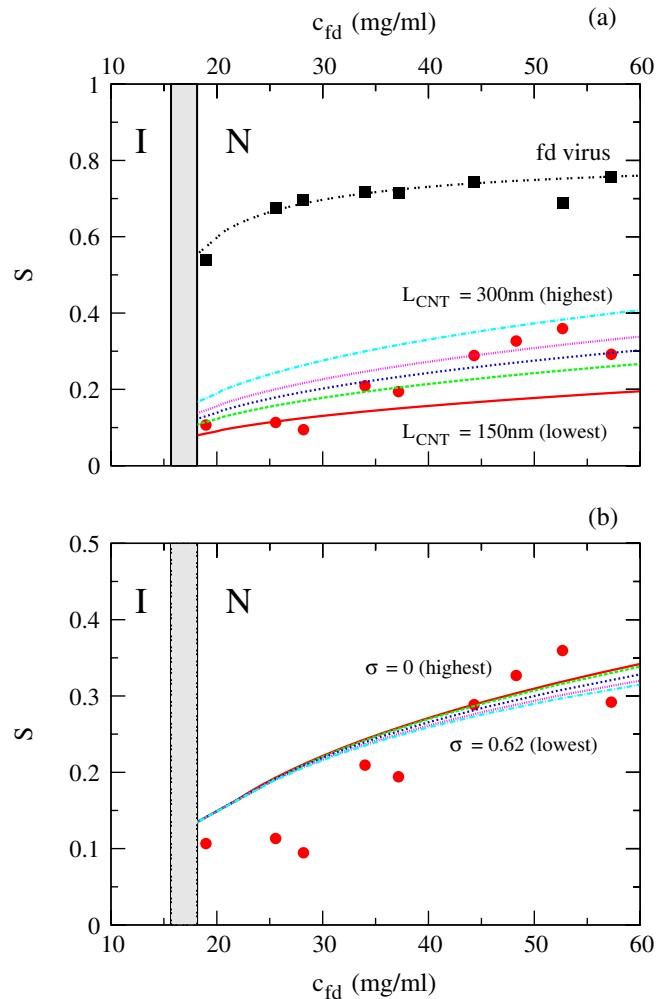 c_fd (mg/ml)
(a)
10 20 30 40 50 60
1
0.8
0.6
0.4
0.2
0
S
I N
fd virus
L_CNT = 300nm (highest)
L_CNT = 150nm (lowest)
(b)
0.5
0.4
0.3
0.2
0.1
0
S
I N
σ = 0 (highest)
σ = 0.62 (lowest)
10 20 30 40 50 60
c_fd (mg/ml)